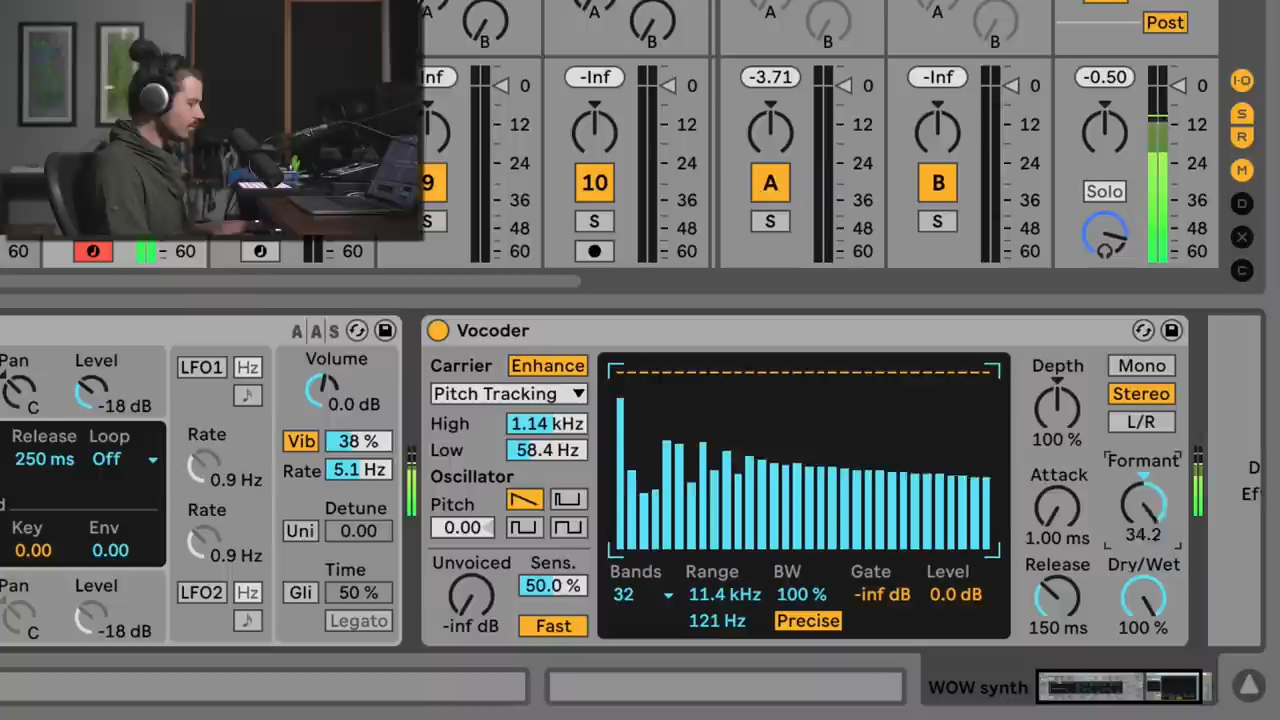 A A A A
B B B B
Post
Inf -Inf -3.71 -Inf -0.50
0 0 0 0 0
12 12 12 12 12
24 24 24 24 24
9 10 A B Solo
36 36 36 36 36
S S S S
48 48 48 48 48
60 60 60 60 60 60 60 60
I·O
S
R
M
D
X
C
A A S
Pan Level
C -18 dB
Release Loop
250 ms Off
Key Env
0.00 0.00
Pan Level
C -18 dB
LFO1 Hz
Rate
0.9 Hz
Rate
0.9 Hz
LFO2 Hz
Volume
0.0 dB
Vib 38 %
Rate 5.1 Hz
Detune
Uni 0.00
Time
Gli 50 %
Legato
Vocoder
Carrier Enhance
Pitch Tracking
High 1.14 kHz
Low 58.4 Hz
Oscillator
Pitch
0.00
Unvoiced Sens.
50.0 %
-inf dB Fast
Bands Range BW Gate Level
32 11.4 kHz 100 % -inf dB 0.0 dB
121 Hz Precise
Depth Mono
Stereo
100 % L/R
Attack Formant
1.00 ms 34.2
Release Dry/Wet
150 ms 100 %
D
Ef
WOW synth